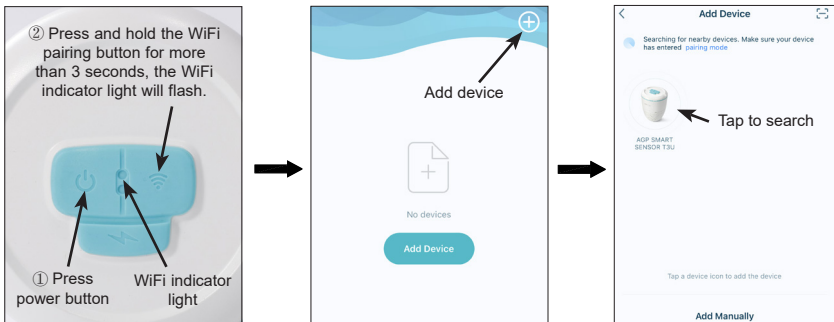 ② Press and hold the WiFi
pairing button for more
than 3 seconds, the WiFi
indicator light will flash.
① Press
power button
WiFi indicator
light
Add device
No devices
Add Device
Add Device
Searching for nearby devices. Make sure your device
has entered pairing mode
Tap to search
AGP SMART
SENSOR T3U
Tap a device icon to add the device
Add Manually